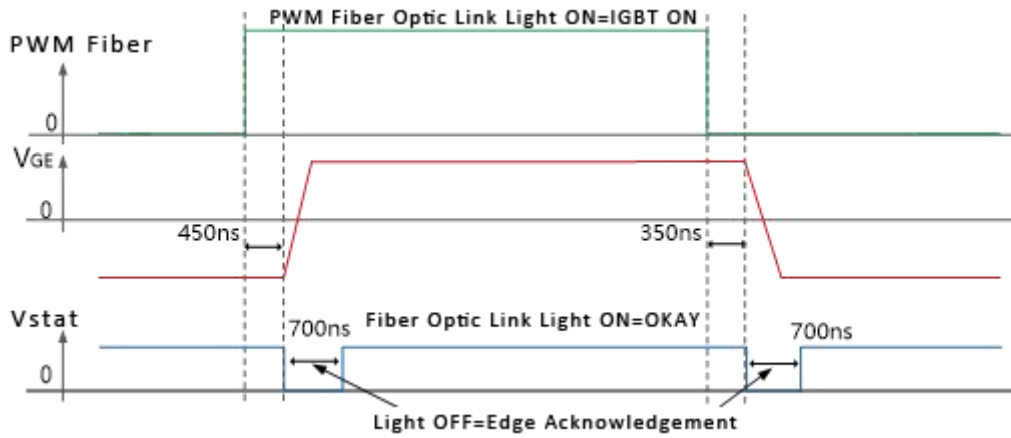 PWM Fiber Optic Link Light ON=IGBT ON
PWM Fiber
0
VGE
0
450ns
350ns
Vstat
700ns
Fiber Optic Link Light ON=OKAY
700ns
0
Light OFF=Edge Acknowledgement